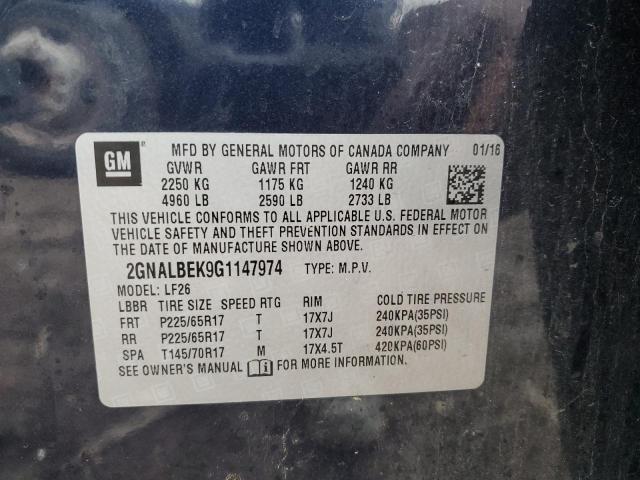 GM
MFD BY GENERAL MOTORS OF CANADA COMPANY 01/16
GVWR GAWR FRT GAWR RR
2250 KG 1175 KG 1240 KG
4960 LB 2590 LB 2733 LB
THIS VEHICLE CONFORMS TO ALL APPLICABLE U.S. FEDERAL MOTOR
VEHICLE SAFETY AND THEFT PREVENTION STANDARDS IN EFFECT ON
THE DATE OF MANUFACTURE SHOWN ABOVE.
2GNALBEK9G1147974 TYPE: M.P.V.
MODEL: LF26
LBBR TIRE SIZE SPEED RTG RIM COLD TIRE PRESSURE
FRT P225/65R17 T 17X7J 240KPA(35PSI)
RR P225/65R17 T 17X7J 240KPA(35PSI)
SPA T145/70R17 M 17X4.5T 420KPA(60PSI)
SEE OWNER'S MANUAL FOR MORE INFORMATION.